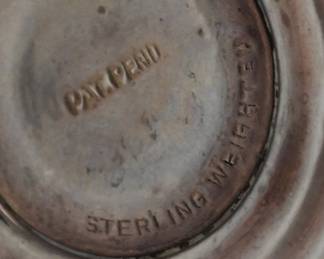 PAT. PEND.
STERLING WEIGHTED